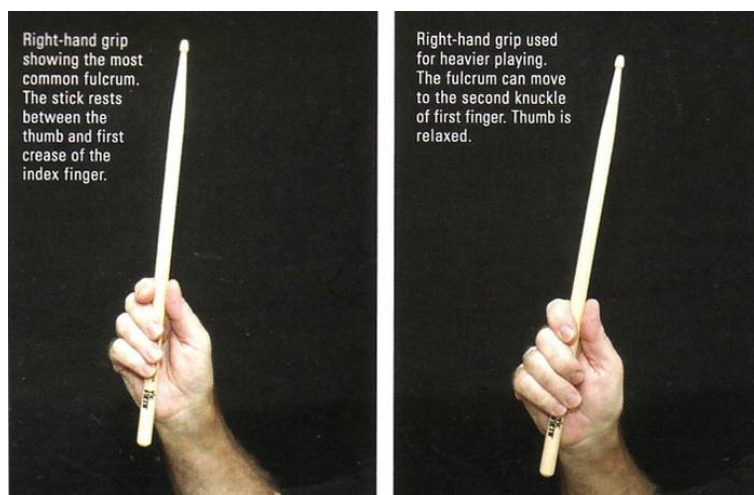 Right-hand grip
showing the most
common fulcrum.
The stick rests
between the
thumb and first
crease of the
index finger.
Right-hand grip used
for heavier playing.
The fulcrum can move
to the second knuckle
of first finger. Thumb is
relaxed.